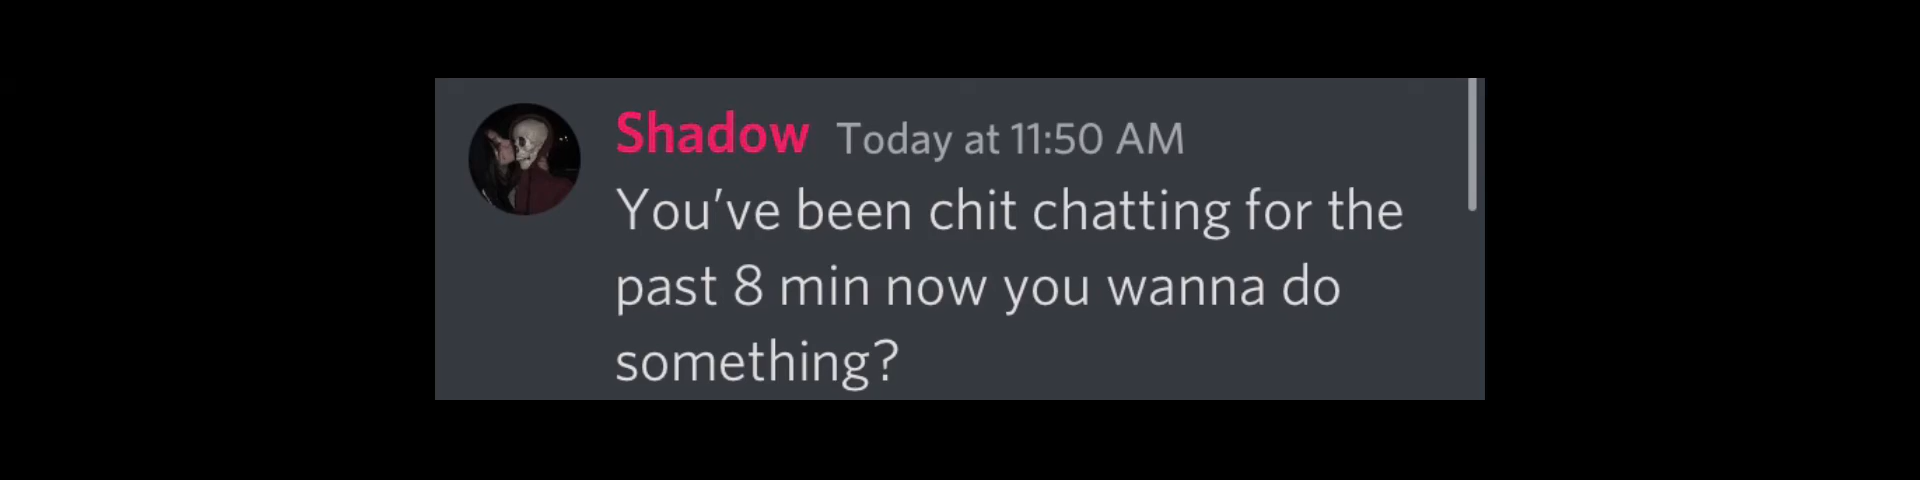 Shadow Today at 11:50 AM
You've been chit chatting for the
past 8 min now you wanna do
something?